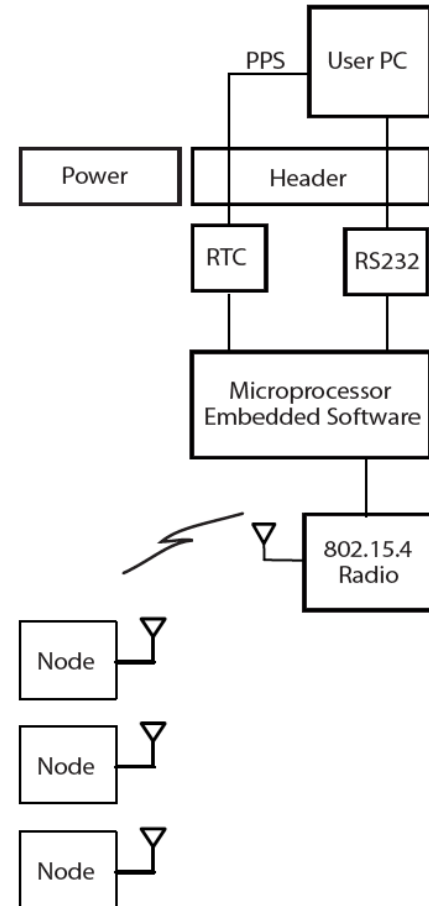 PPS
User PC
Power
Header
RTC
RS232
Microprocessor
Embedded Software
802.15.4
Radio
Node
Node
Node